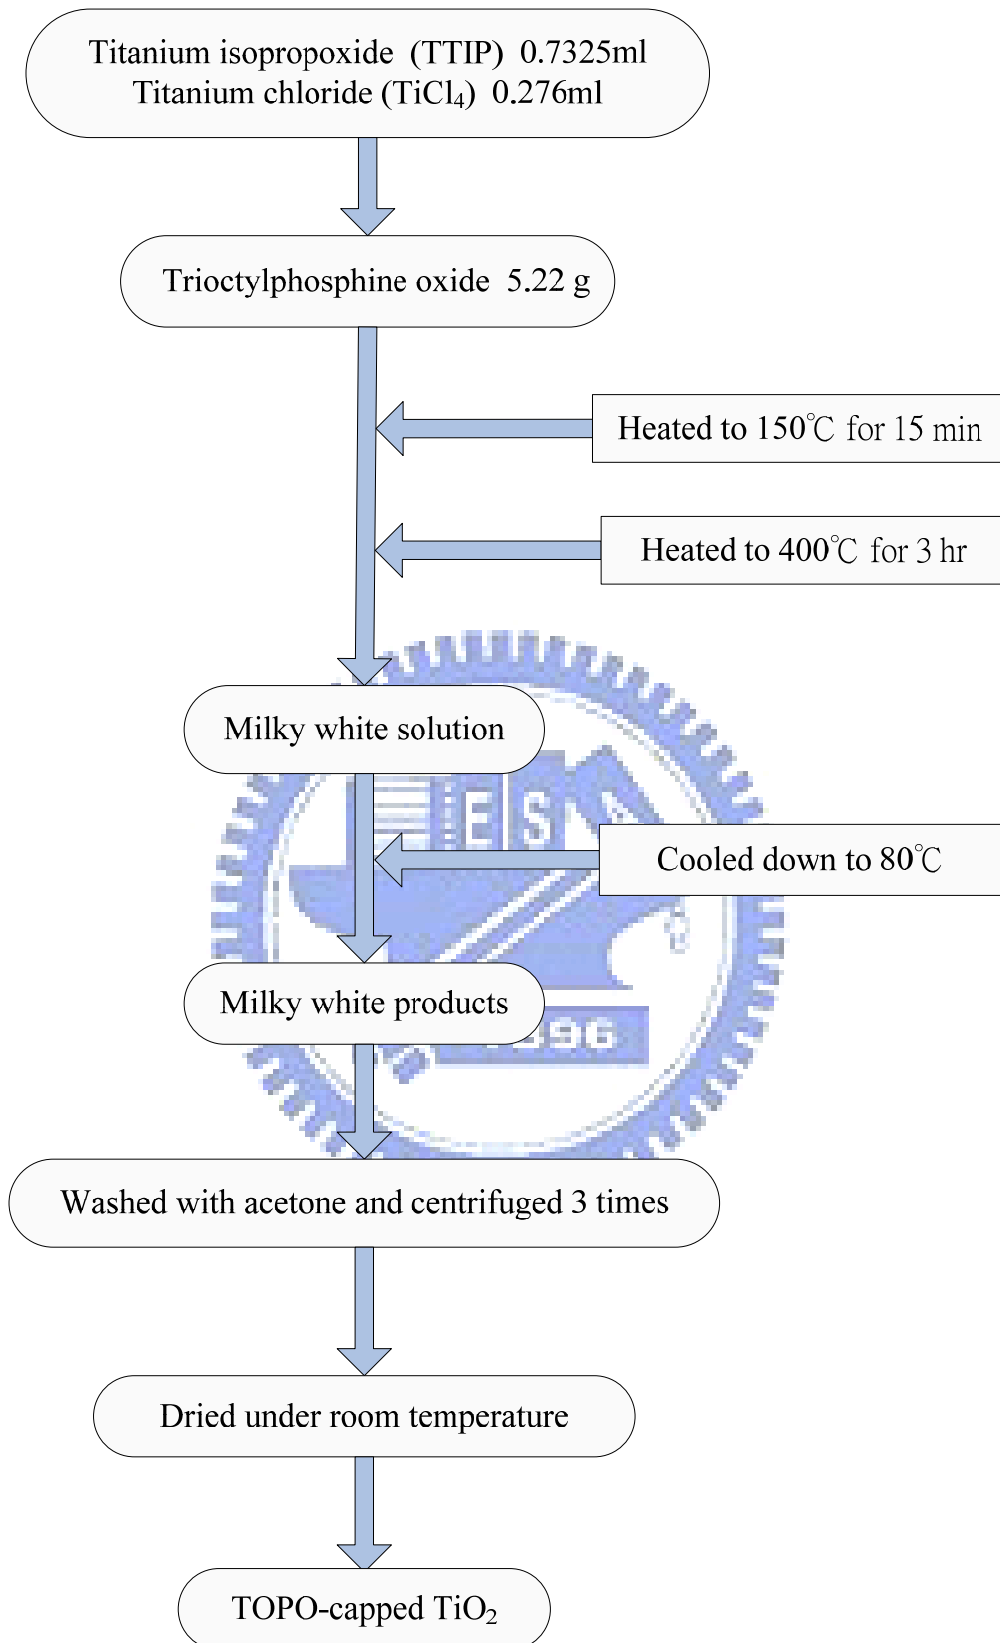 Titanium isopropoxide (TTIP) 0.7325ml
Titanium chloride (TiCl₄) 0.276ml
Trioctylphosphine oxide 5.22 g
Heated to 150℃ for 15 min
Heated to 400℃ for 3 hr
Milky white solution
ES
Cooled down to 80℃
Milky white products
896
Washed with acetone and centrifuged 3 times
Dried under room temperature
TOPO-capped TiO₂